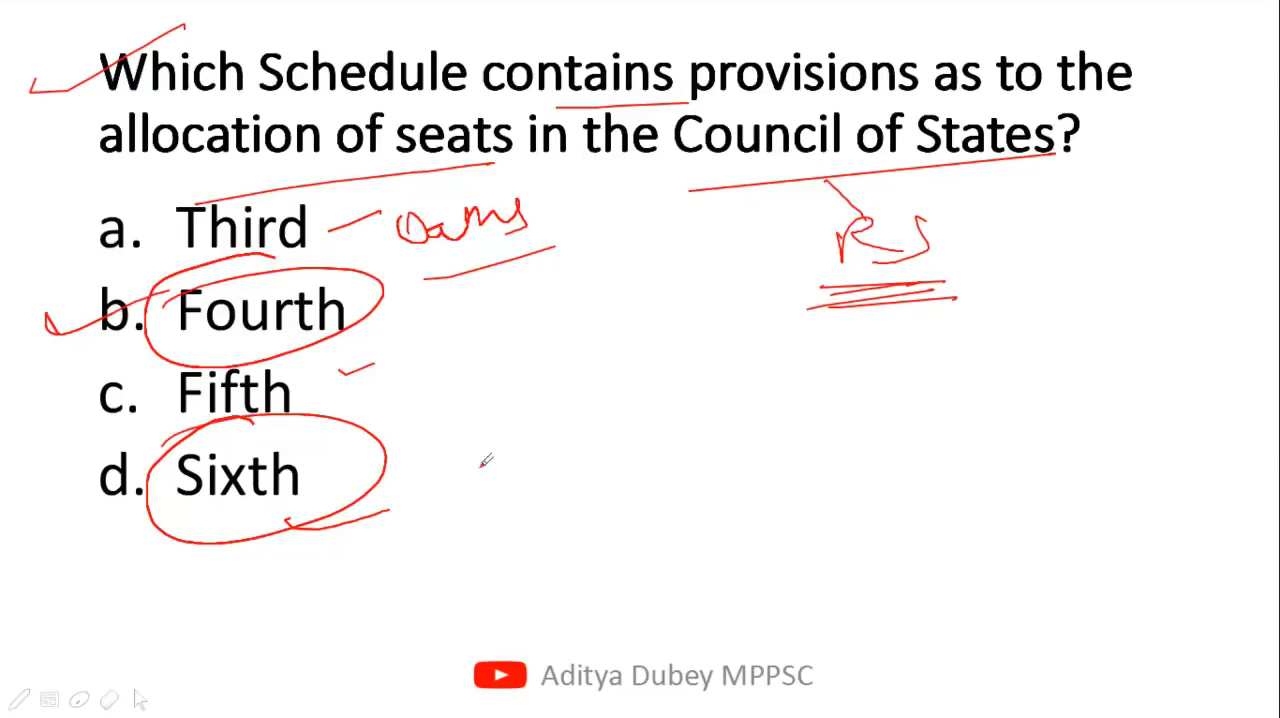 Which Schedule contains provisions as to the
allocation of seats in the Council of States?
a. Third - Oaths
RS
b. Fourth
c. Fifth
d. Sixth
Aditya Dubey MPPSC